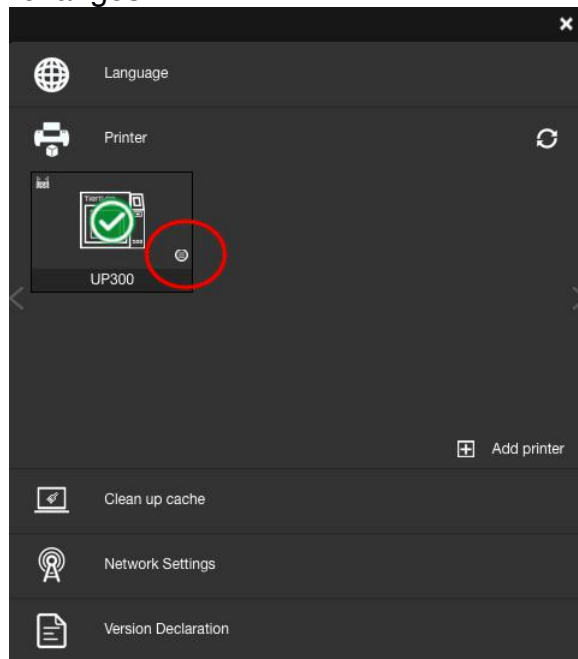 Language
Printer
UP300
Add printer
Clean up cache
Network Settings
Version Declaration